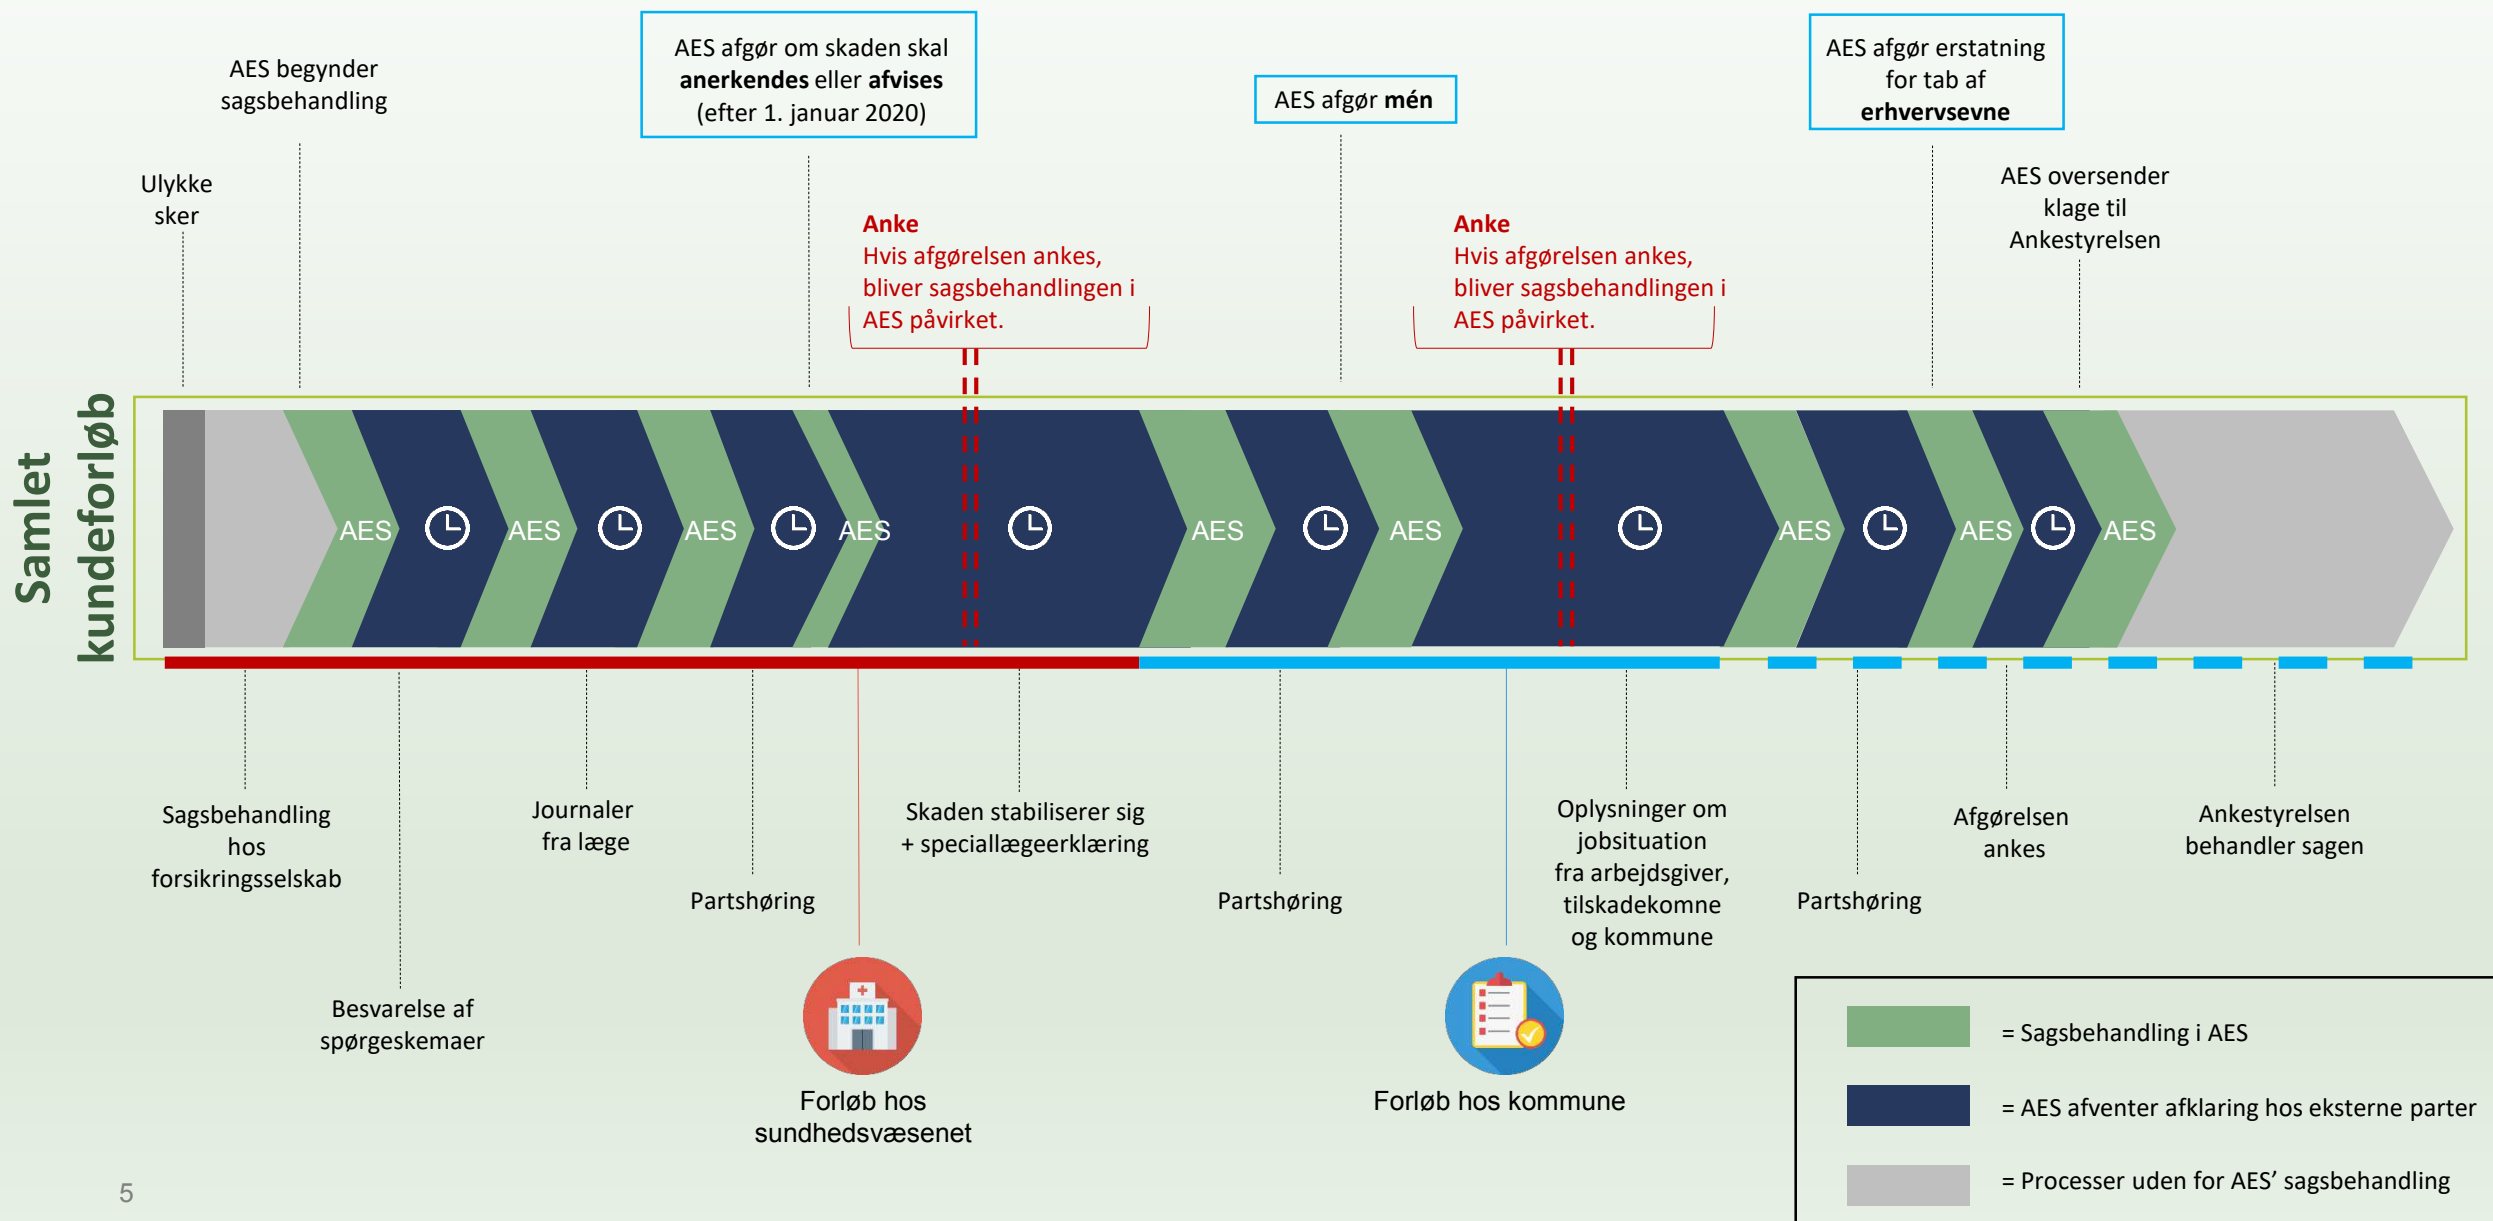 AES begynder
sagsbehandling
AES afgør om skaden skal
anerkendes eller afvises
(efter 1. januar 2020)
AES afgør mén
AES afgør erstatning
for tab af
erhvervsevne
Ulykke
sker
AES oversender
klage til
Ankestyrelsen
Anke
Hvis afgørelsen ankes,
bliver sagsbehandlingen i
AES påvirket.
Anke
Hvis afgørelsen ankes,
bliver sagsbehandlingen i
AES påvirket.
Samlet
kundeforløb
AES
AES
AES
AES
AES
AES
AES
AES
AES
Sagsbehandling
hos
forsikringsselskab
Besvarelse af
spørgeskemaer
Journaler
fra læge
Partshøring
Skaden stabiliserer sig
+ speciallægeerklæring
Partshøring
Oplysninger om
jobsituation
fra arbejdsgiver,
tilskadekomne
og kommune
Partshøring
Afgørelsen
ankes
Ankestyrelsen
behandler sagen
Forløb hos
sundhedsvæsenet
Forløb hos kommune
= Sagsbehandling i AES
= AES afventer afklaring hos eksterne parter
= Processer uden for AES’ sagsbehandling
5